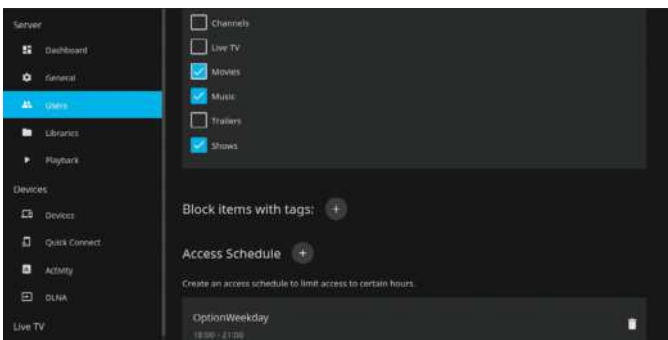 Server
Dashboard
General
Users
Libraries
Playback
Devices
Devices
Quick Connect
Activity
DLNA
Live TV
Channels
Live TV
Movies
Music
Trailers
Shows
Block items with tags:
Access Schedule
Create an access schedule to limit access to certain hours.
OptionWeekday
18:00 - 21:00